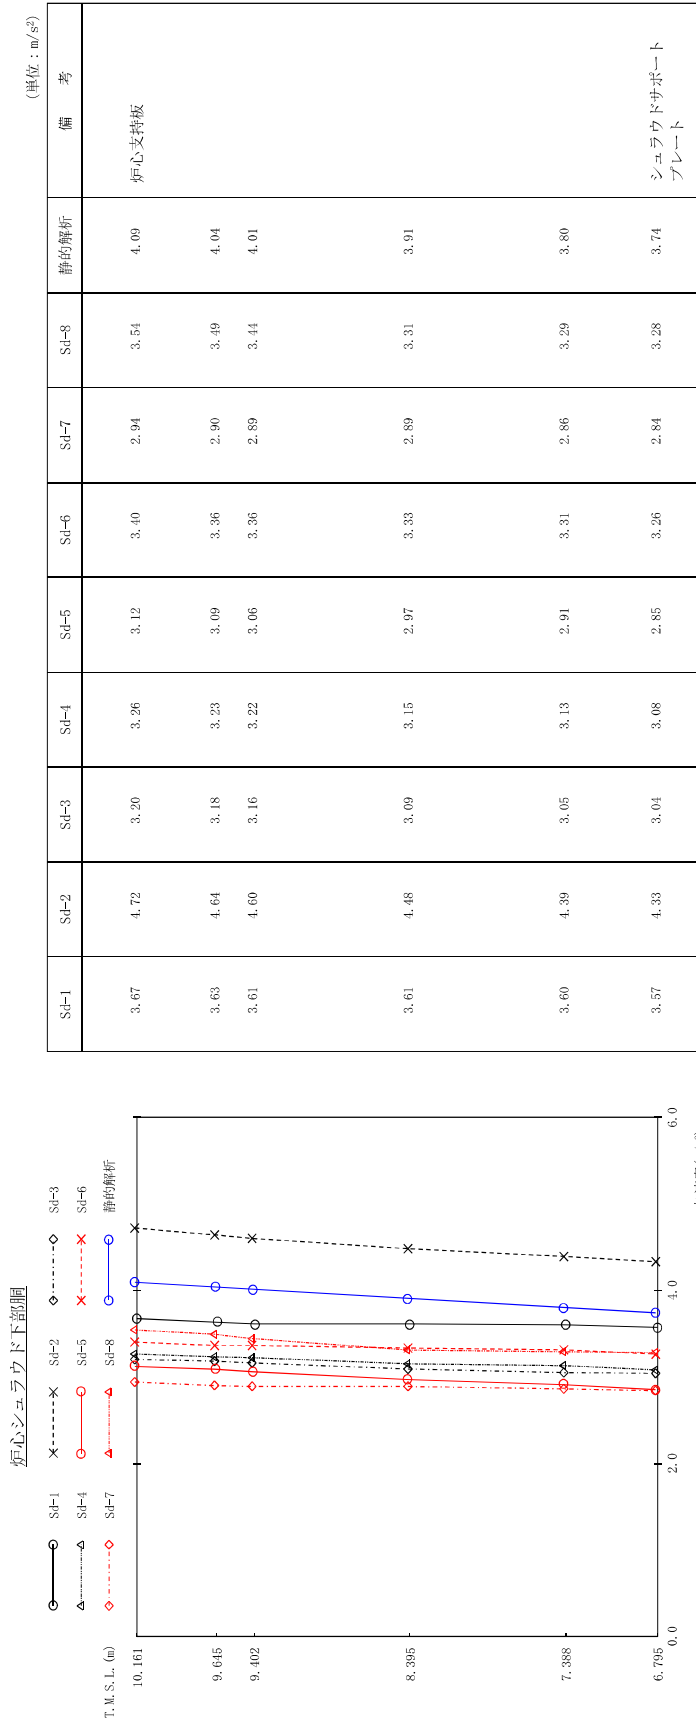 炉心シュラウド下部胴
Sd-1 Sd-2 Sd-3
Sd-4 Sd-5 Sd-6
Sd-7 Sd-8 静的解析
T.M.S.L.(m)
10.161
9.645
9.402
8.395
7.388
6.795
0.0 2.0 4.0 6.0
(単位：m/s²)
Sd-1 Sd-2 Sd-3 Sd-4 Sd-5 Sd-6 Sd-7 Sd-8 静的解析 備 考
3.67 4.72 3.20 3.26 3.12 3.40 2.94 3.54 4.09 炉心支持板
3.63 4.64 3.18 3.23 3.09 3.36 2.90 3.49 4.04
3.61 4.60 3.16 3.22 3.06 3.36 2.89 3.44 4.01
3.61 4.48 3.09 3.15 2.97 3.33 2.89 3.31 3.91
3.60 4.39 3.05 3.13 2.91 3.31 2.86 3.29 3.80
3.57 4.33 3.04 3.08 2.85 3.26 2.84 3.28 3.74 シュラウドサポート
プレート